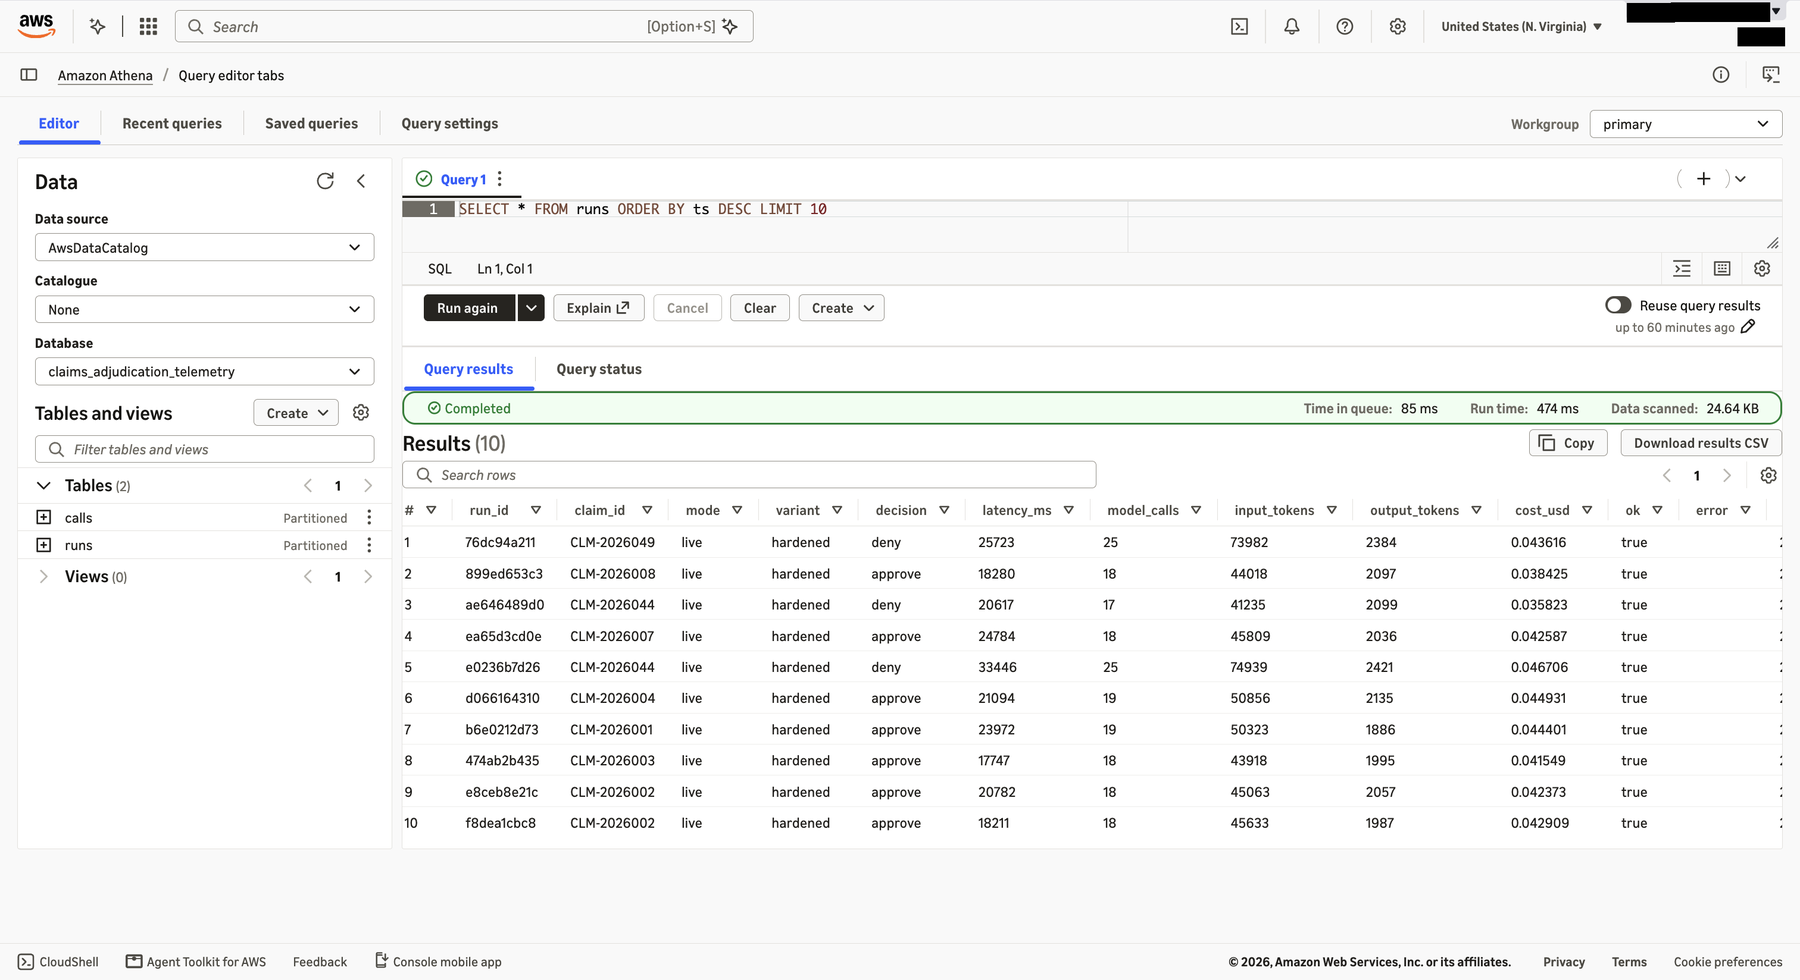 aws
Search [Option+S]
United States (N. Virginia)
Amazon Athena / Query editor tabs
Editor Recent queries Saved queries Query settings
Workgroup primary
Data
Data source
AwsDataCatalog
Catalogue
None
Database
claims_adjudication_telemetry
Tables and views Create
Filter tables and views
Tables (2) 1
calls Partitioned
runs Partitioned
Views (0) 1
Query 1
1 SELECT * FROM runs ORDER BY ts DESC LIMIT 10
SQL Ln 1, Col 1
Run again Explain Cancel Clear Create
Reuse query results
up to 60 minutes ago
Query results Query status
Completed Time in queue: 85 ms Run time: 474 ms Data scanned: 24.64 KB
Results (10) Copy Download results CSV
Search rows 1
# run_id claim_id mode variant decision latency_ms model_calls input_tokens output_tokens cost_usd ok error
1 76dc94a211 CLM-2026049 live hardened deny 25723 25 73982 2384 0.043616 true
2 899ed653c3 CLM-2026008 live hardened approve 18280 18 44018 2097 0.038425 true
3 ae646489d0 CLM-2026044 live hardened deny 20617 17 41235 2099 0.035823 true
4 ea65d3cd0e CLM-2026007 live hardened approve 24784 18 45809 2036 0.042587 true
5 e0236b7d26 CLM-2026044 live hardened deny 33446 25 74939 2421 0.046706 true
6 d066164310 CLM-2026004 live hardened approve 21094 19 50856 2135 0.044931 true
7 b6e0212d73 CLM-2026001 live hardened approve 23972 19 50323 1886 0.044401 true
8 474ab2b435 CLM-2026003 live hardened approve 17747 18 43918 1995 0.041549 true
9 e8ceb8e21c CLM-2026002 live hardened approve 20782 18 45063 2057 0.042373 true
10 f8dea1cbc8 CLM-2026002 live hardened approve 18211 18 45633 1987 0.042909 true
CloudShell Agent Toolkit for AWS Feedback Console mobile app © 2026, Amazon Web Services, Inc. or its affiliates. Privacy Terms Cookie preferences